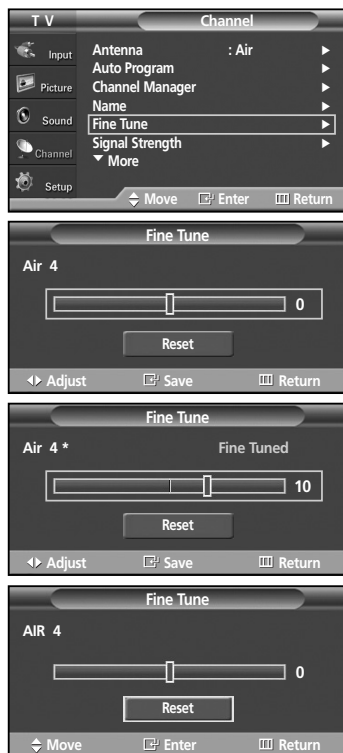 T V Channel
Input
Picture
Sound
Channel
Setup
Antenna : Air ►
Auto Program ►
Channel Manager ►
Name ►
Fine Tune ►
Signal Strength ►
▼ More
Move Enter Return
Fine Tune
Air 4
0
Reset
Adjust Save Return
Fine Tune
Air 4 * Fine Tuned
10
Reset
Adjust Save Return
Fine Tune
AIR 4
0
Reset
Move Enter Return